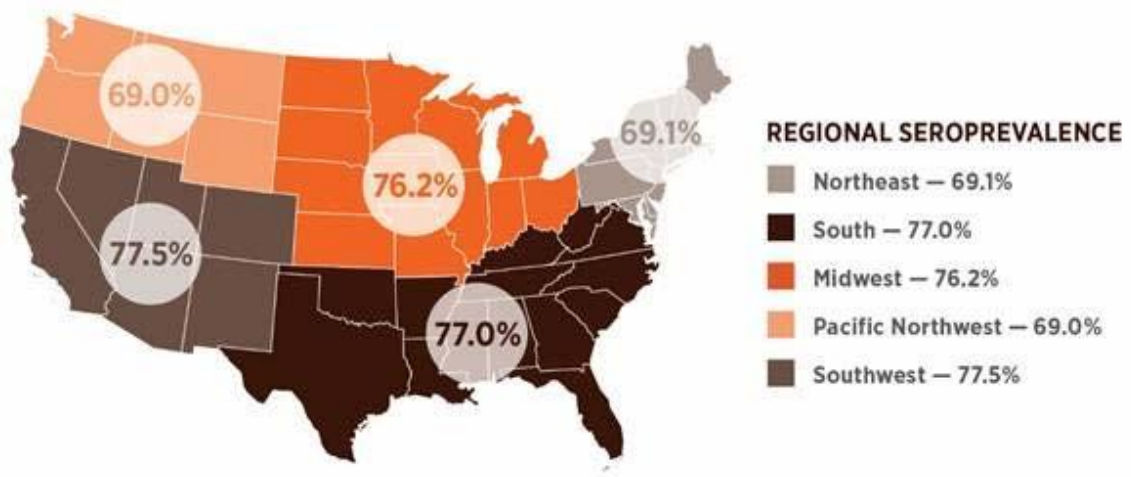 69.0%
69.1%
76.2%
77.5%
77.0%
REGIONAL SEROPREVALENCE
Northeast — 69.1%
South — 77.0%
Midwest — 76.2%
Pacific Northwest — 69.0%
Southwest — 77.5%